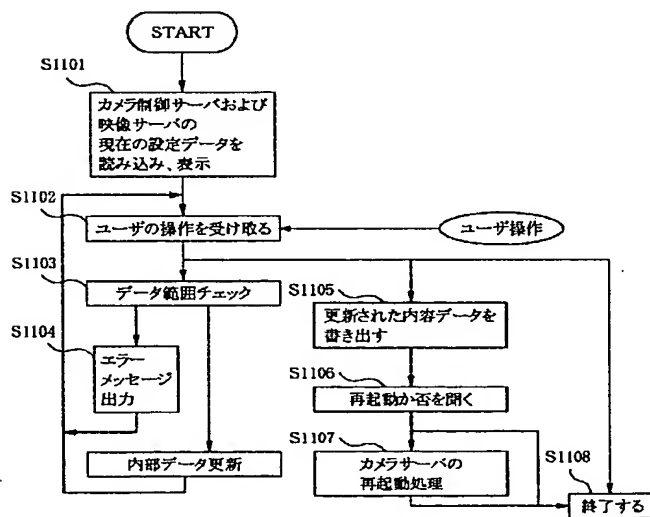 START
S1101
カメラ制御サーバおよび
映像サーバの
現在の設定データを
読み込み、表示
S1102
ユーザの操作を受け取る
ユーザ操作
S1103
データ範囲チェック
S1104
エラー
メッセージ
出力
内部データ更新
S1105
更新された内容データを
書き出す
S1106
再起動か否を聞く
S1107
カメラサーバの
再起動処理
S1108
終了する